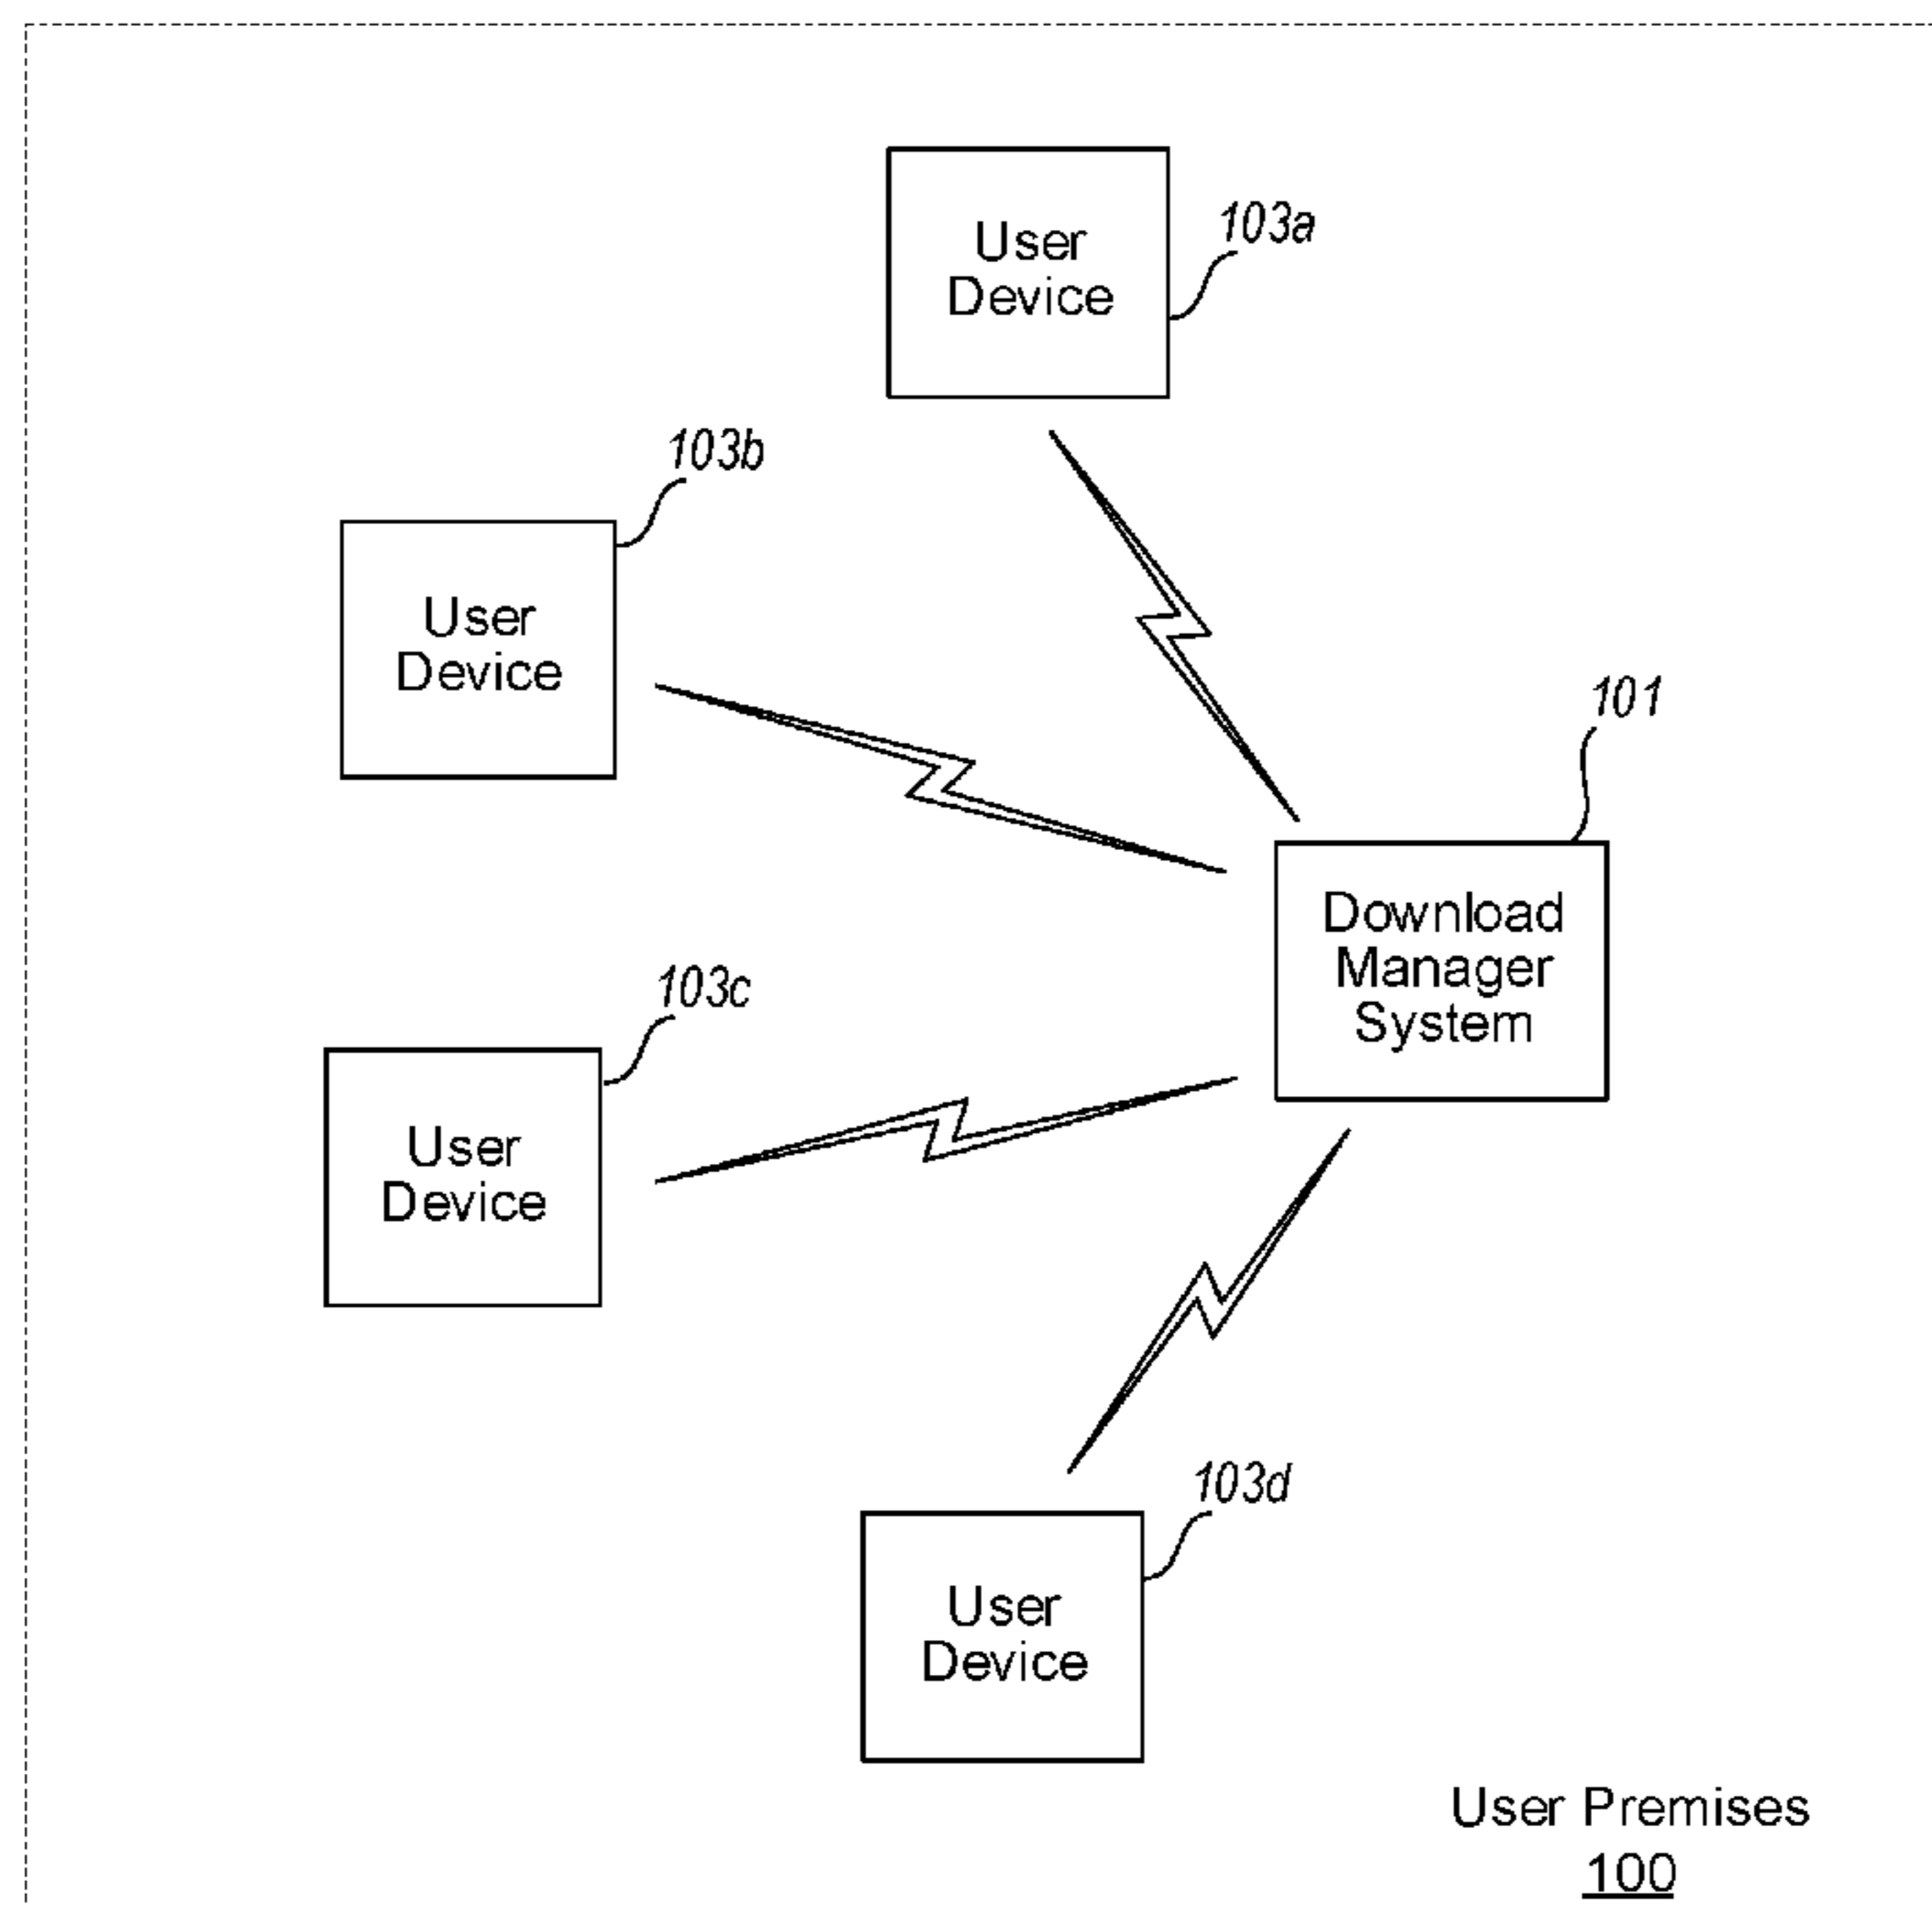 103a
User
Device
103b
User
Device
101
Download
Manager
System
103c
User
Device
103d
User
Device
User Premises
100